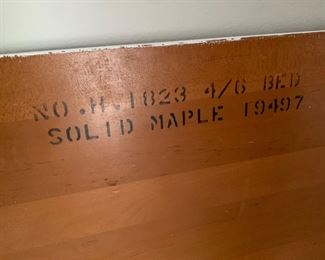 NO.H.1823 4/6 BED
SOLID MAPLE 19497